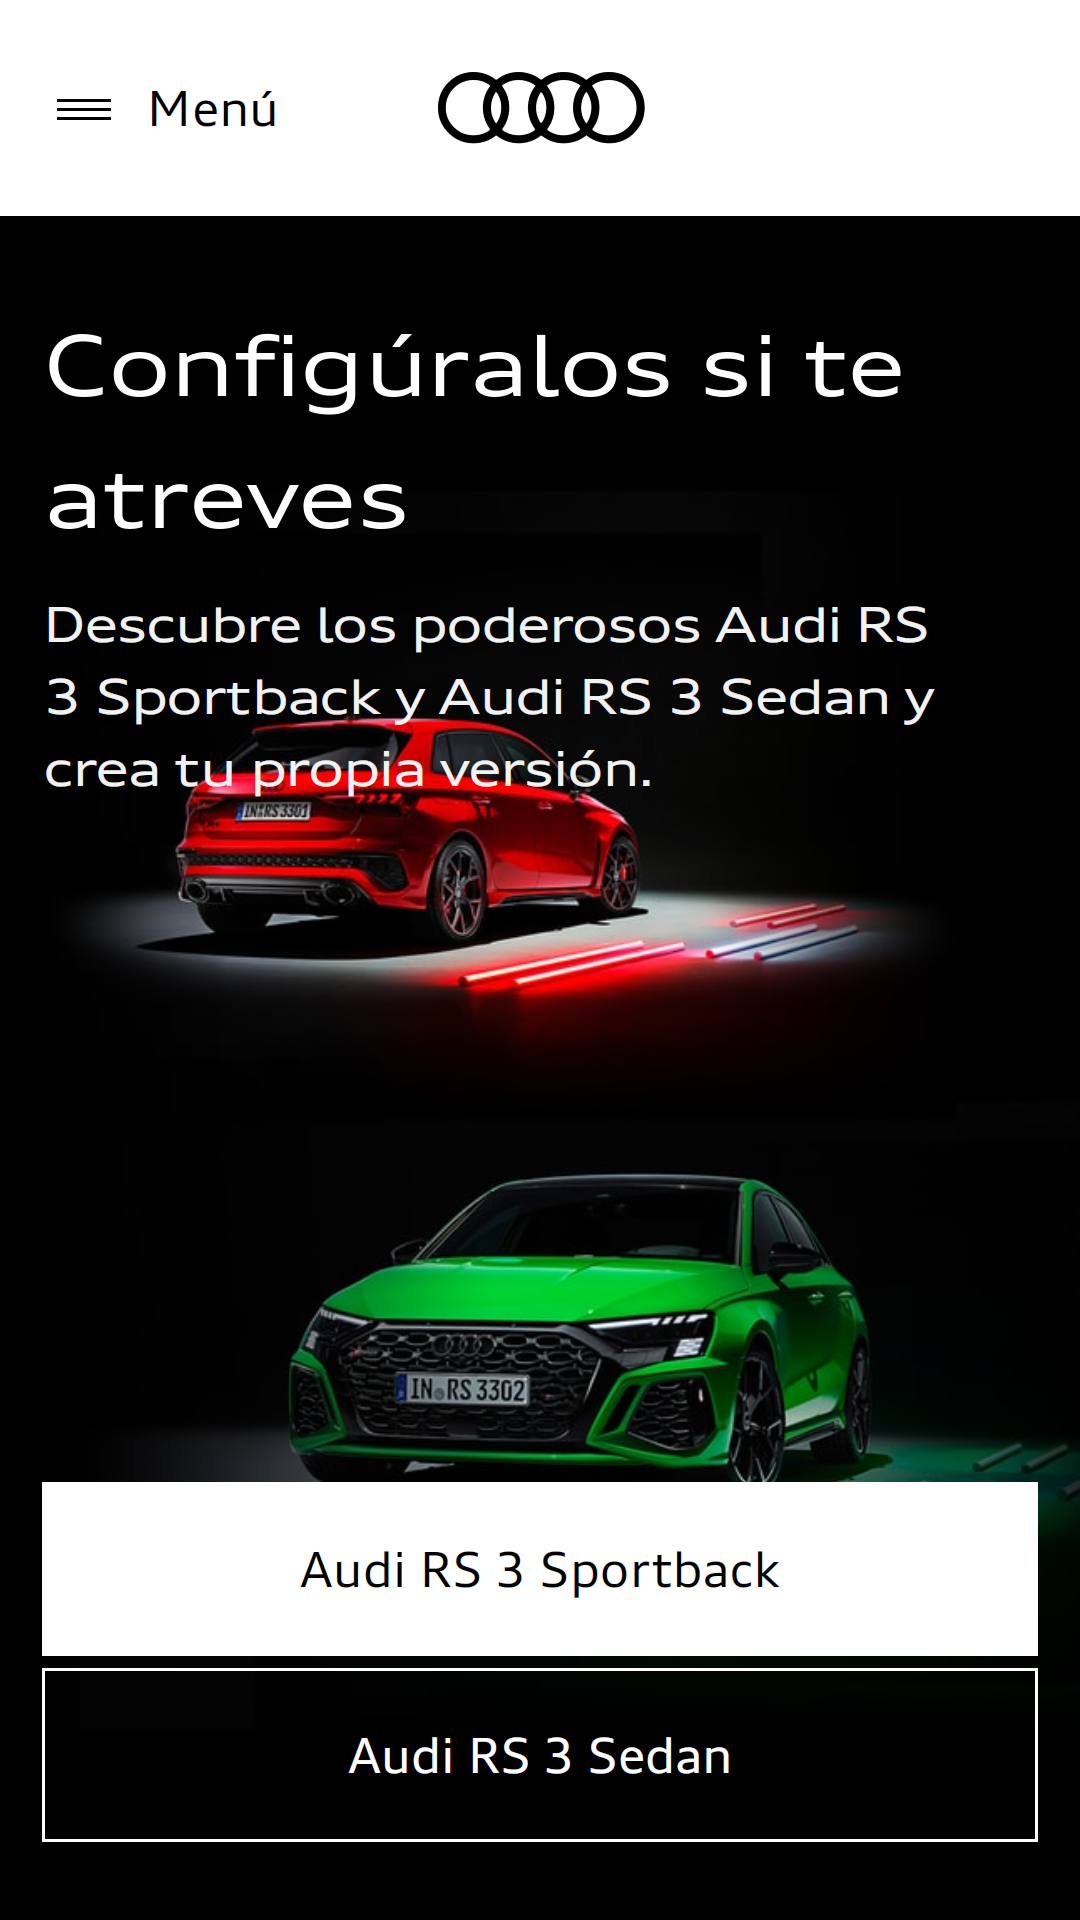 Menú
Configúralos si te
atreves
Descubre los poderosos Audi RS
3 Sportback y Audi RS 3 Sedan y
crea tu propia versión.
IN RS 3301
IN RS 3302
Audi RS 3 Sportback
Audi RS 3 Sedan